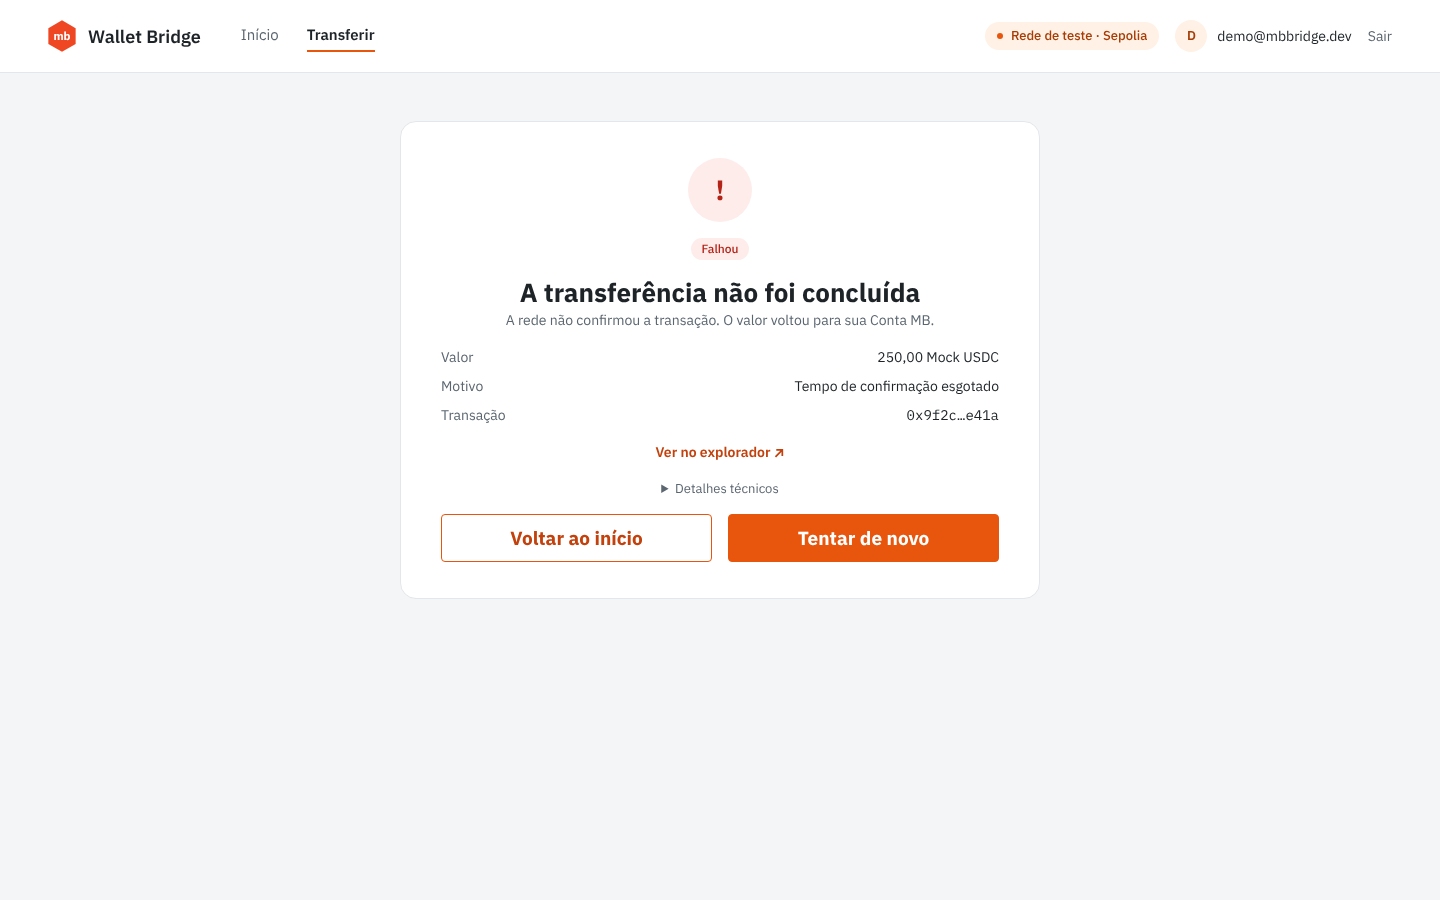 mb
Wallet Bridge
Início
Transferir
Rede de teste · Sepolia
D
demo@mbbridge.dev
Sair
!
Falhou
A transferência não foi concluída
A rede não confirmou a transação. O valor voltou para sua Conta MB.
Valor 250,00 Mock USDC
Motivo Tempo de confirmação esgotado
Transação 0x9f2c…e41a
Ver no explorador ↗
▶ Detalhes técnicos
Voltar ao início
Tentar de novo